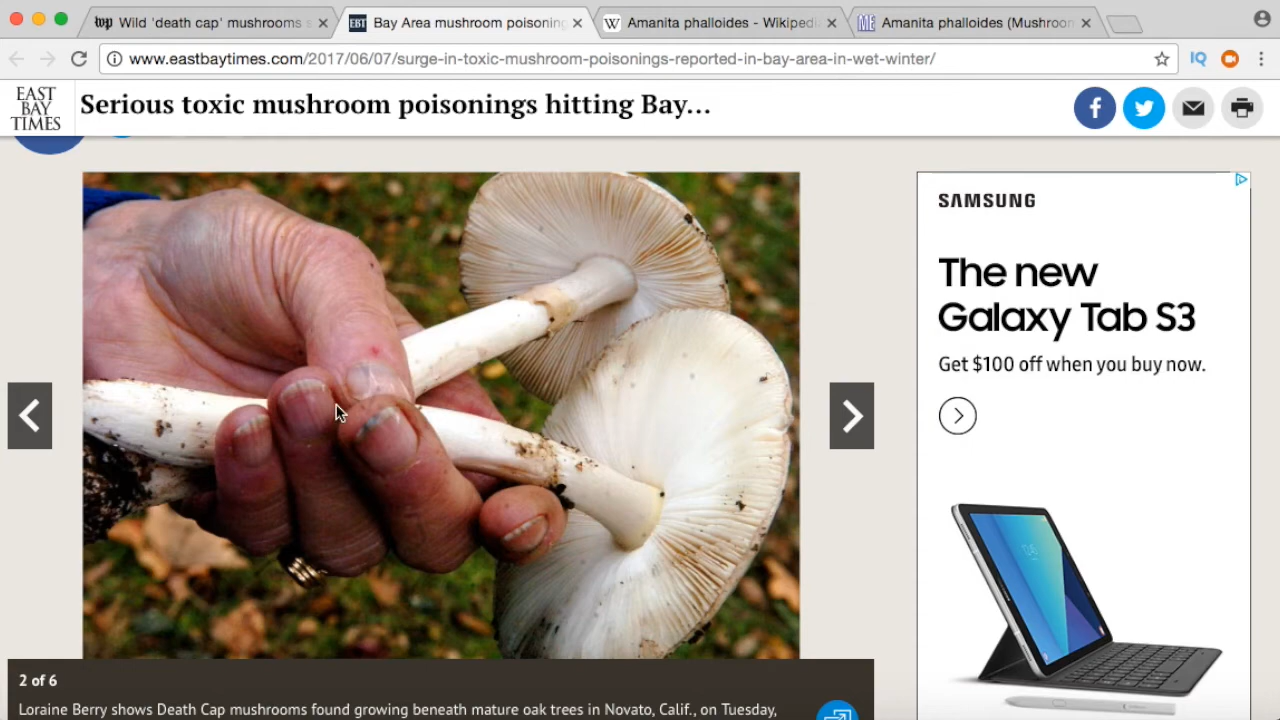 Wild 'death cap' mushrooms s
Bay Area mushroom poisoning
Amanita phalloides - Wikipedi
Amanita phalloides (Mushroom
www.eastbaytimes.com/2017/06/07/surge-in-toxic-mushroom-poisonings-reported-in-bay-area-in-wet-winter/
IQ
EAST
BAY
TIMES
Serious toxic mushroom poisonings hitting Bay...
SAMSUNG
The new
Galaxy Tab S3
Get $100 off when you buy now.
2 of 6
Loraine Berry shows Death Cap mushrooms found growing beneath mature oak trees in Novato, Calif., on Tuesday,